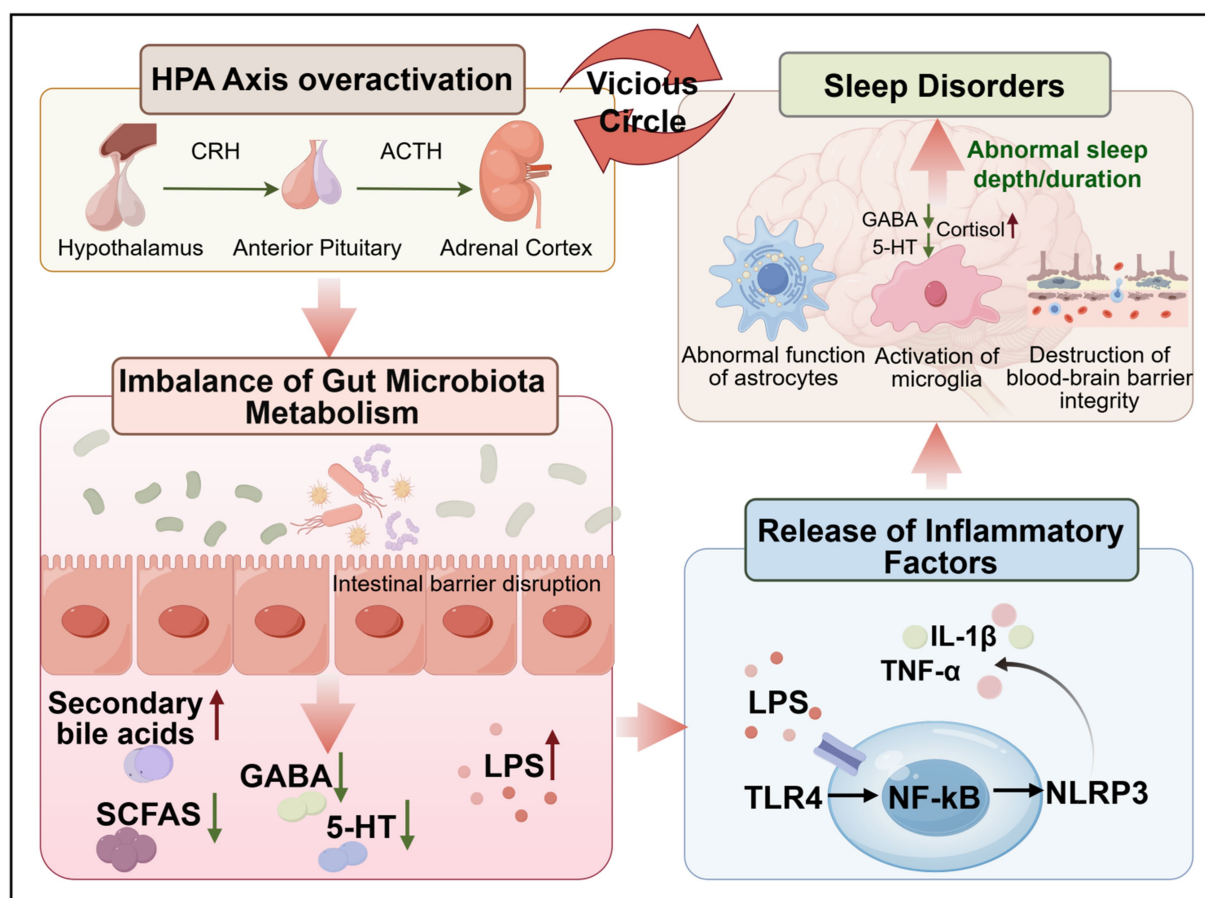 HPA Axis overactivation
CRH
ACTH
Hypothalamus
Anterior Pituitary
Adrenal Cortex
Vicious
Circle
Sleep Disorders
Abnormal sleep
depth/duration
GABA
5-HT
Cortisol
Abnormal function
of astrocytes
Activation of
microglia
Destruction of
blood-brain barrier
integrity
Imbalance of Gut Microbiota
Metabolism
Intestinal barrier disruption
Secondary
bile acids
SCFAS
GABA
5-HT
LPS
Release of Inflammatory
Factors
IL-1β
TNF-α
LPS
TLR4
NF-kB
NLRP3